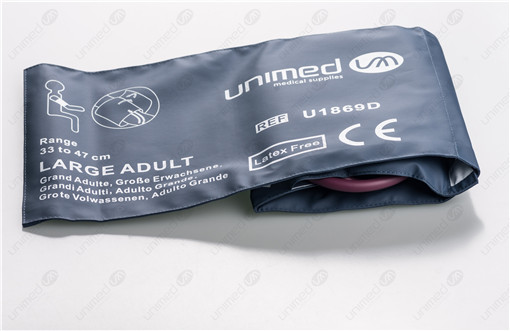 unimed
medical supplies
REF U1869D
Latex Free
CE
Range
33 to 47 cm
LARGE ADULT
Grand Adulte, Große Erwachsene,
Grandi Adulti, Adulto Grande,
Grote Volwassenen, Adulto Grande